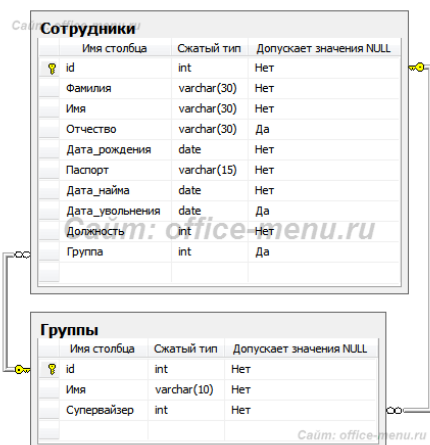 Сайт: office-menu.ru
Сотрудники
Имя столбца Сжатый тип Допускает значения NULL
id int Нет
Фамилия varchar(30) Нет
Имя varchar(30) Нет
Отчество varchar(30) Да
Дата_рождения date Нет
Паспорт varchar(15) Нет
Дата_найма date Нет
Дата_увольнения date Да
Должность int Нет
Сайт: office-menu.ru
Группа int Да
Группы
Имя столбца Сжатый тип Допускает значения NULL
id int Нет
Имя varchar(10) Нет
Супервайзер int Нет
Сайт: office-menu.ru